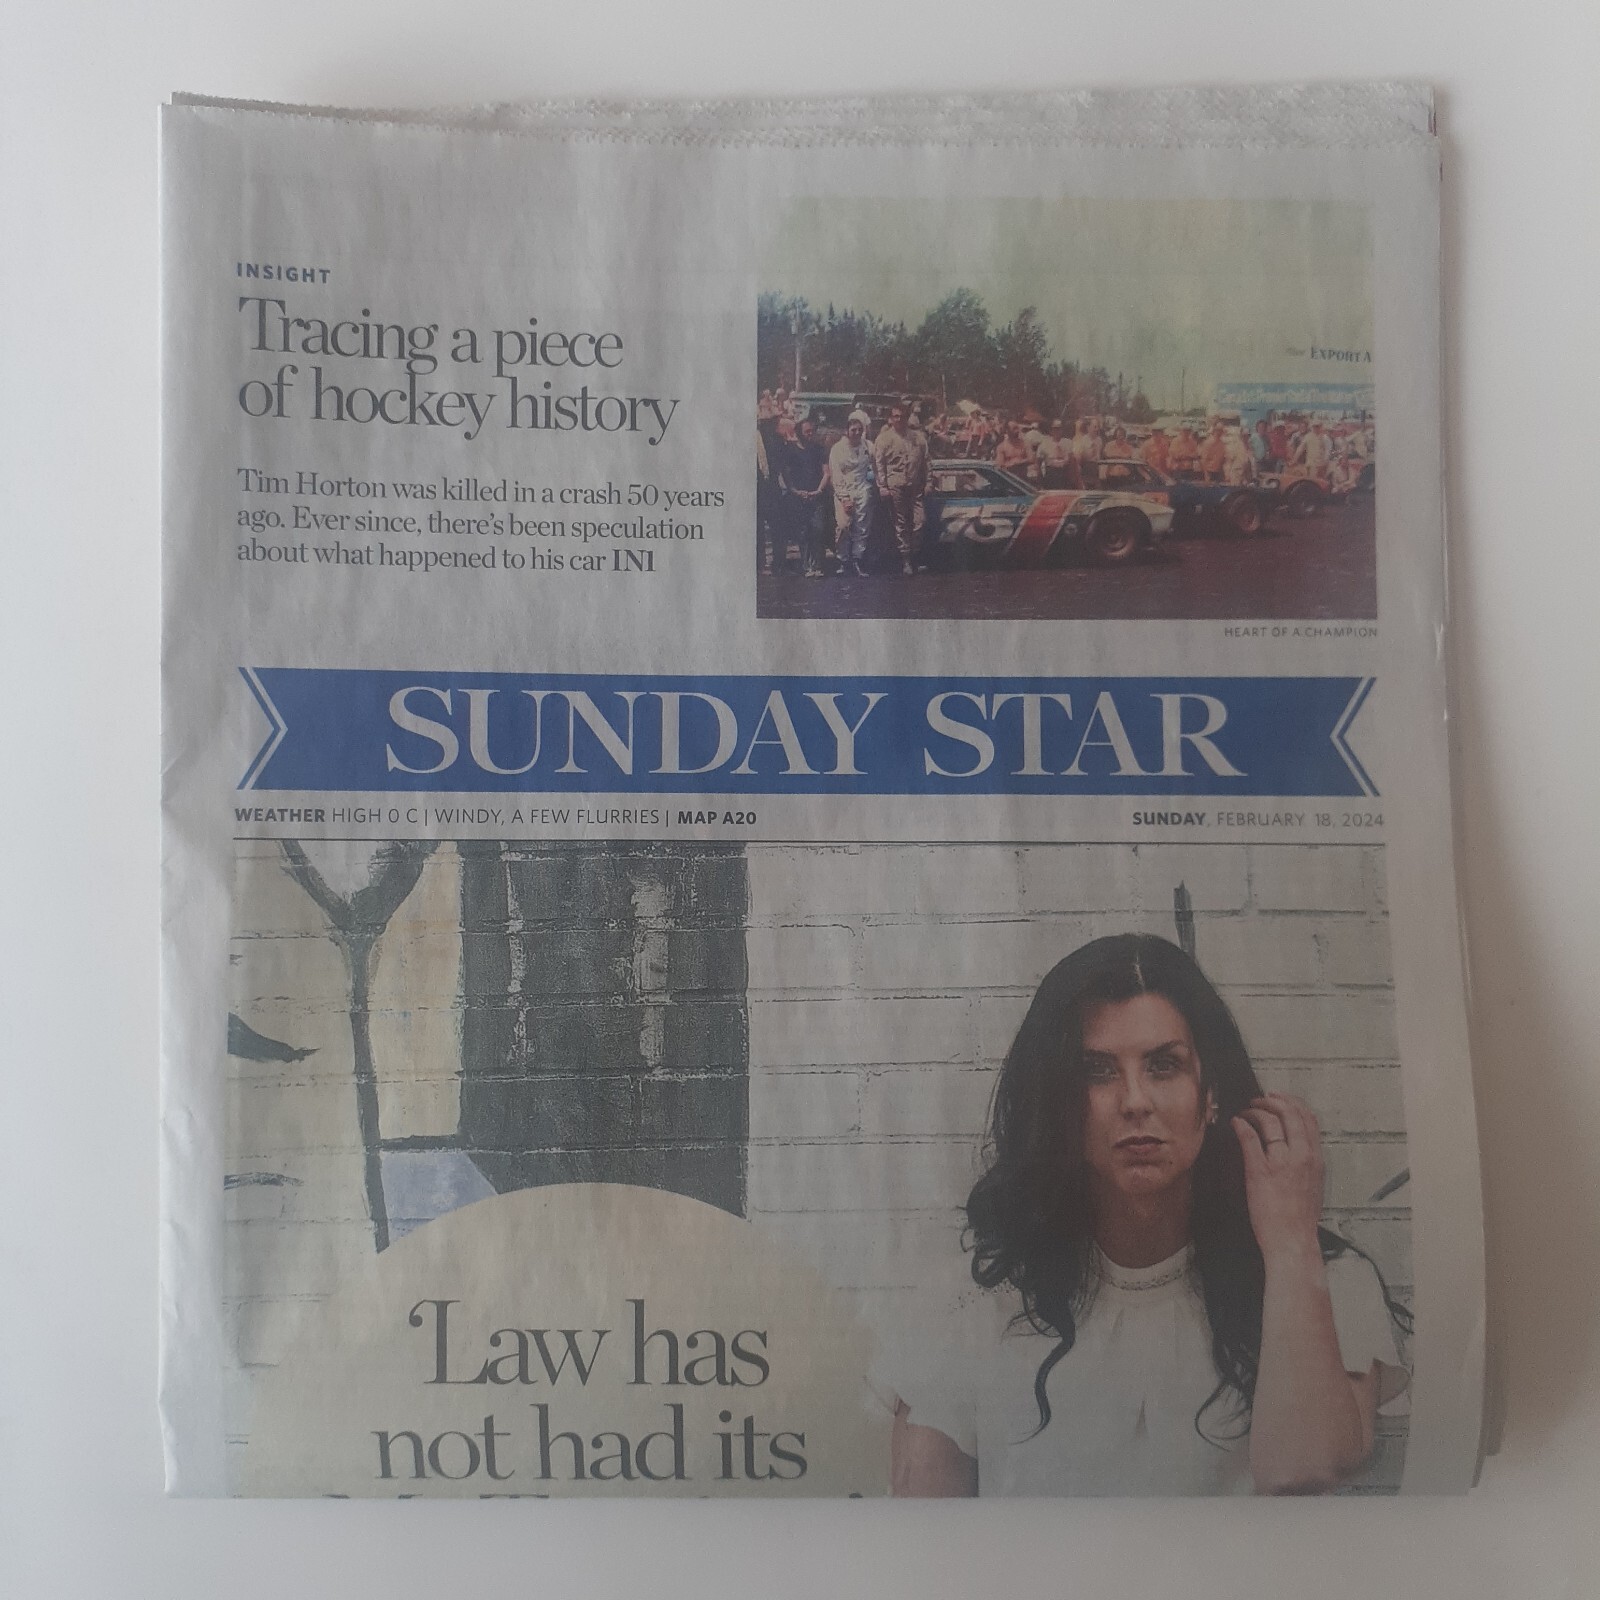 INSIGHT
Tracing a piece
of hockey history
Tim Horton was killed in a crash 50 years
ago. Ever since, there's been speculation
about what happened to his car IN1
EXPORT A
75
HEART OF A CHAMPION
SUNDAY STAR
WEATHER HIGH 0 C | WINDY, A FEW FLURRIES | MAP A20
SUNDAY, FEBRUARY 18, 2024
‘Law has
not had its